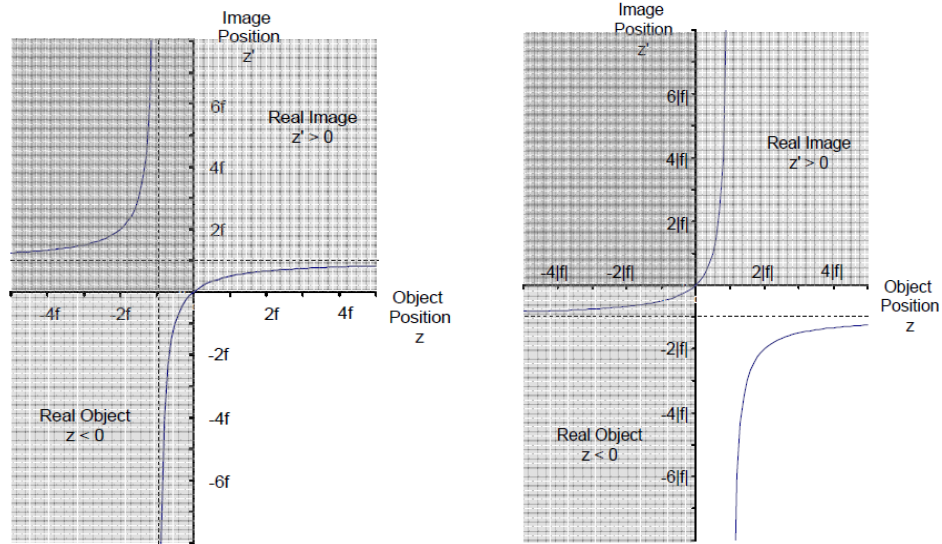 Image
Position
z'
6f
Real Image
z' > 0
4f
2f
-4f
-2f
2f
4f
Object
Position
z
-2f
Real Object
z < 0
-4f
-6f
Image
Position
z'
6|f|
Real Image
z' > 0
4|f|
2|f|
-4|f|
-2|f|
2|f|
4|f|
Object
Position
z
-2|f|
-4|f|
Real Object
z < 0
-6|f|